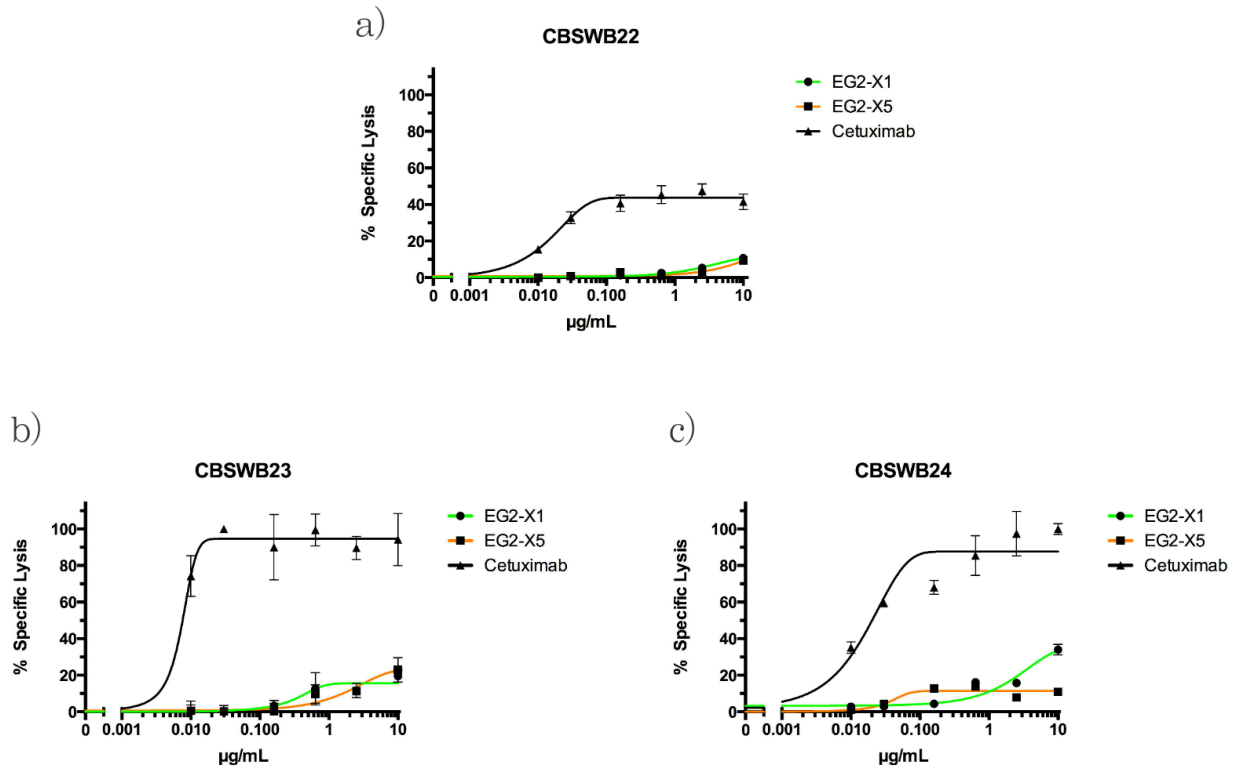 a)
CBSWB22
EG2-X1
EG2-X5
Cetuximab
% Specific Lysis
100
80
60
40
20
0
0 0.001 0.010 0.100 1 10
µg/mL
b)
CBSWB23
EG2-X1
EG2-X5
Cetuximab
% Specific Lysis
100
80
60
40
20
0
0 0.001 0.010 0.100 1 10
µg/mL
c)
CBSWB24
EG2-X1
EG2-X5
Cetuximab
% Specific Lysis
100
80
60
40
20
0
0 0.001 0.010 0.100 1 10
µg/mL